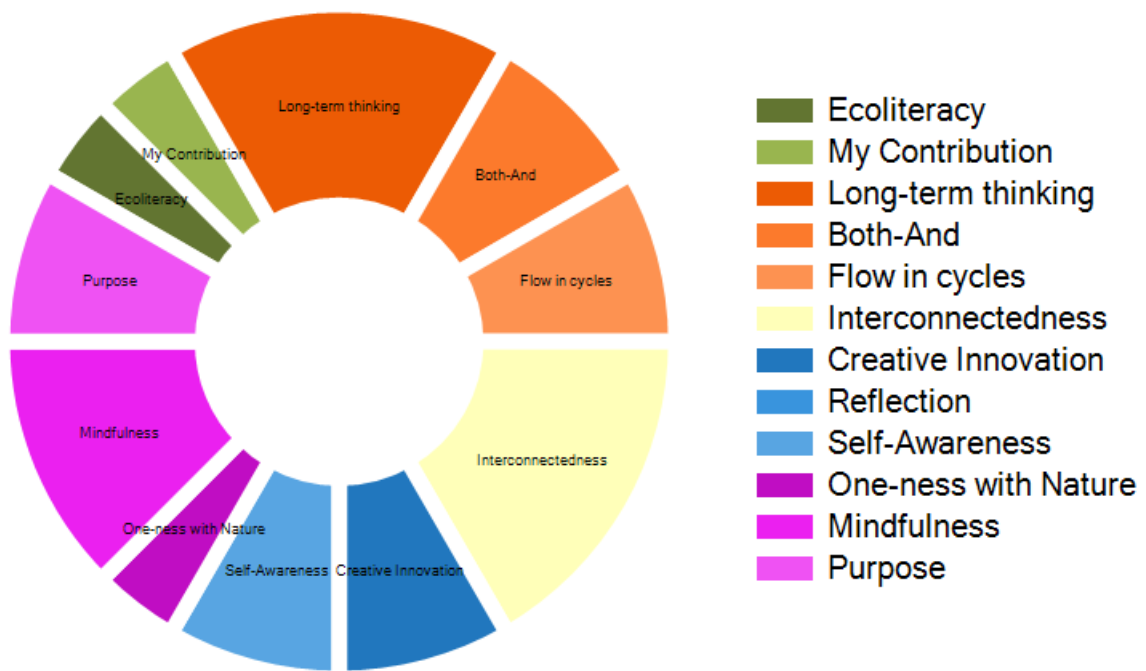 Long-term thinking
My Contribution
Both-And
Ecoliteracy
Purpose
Flow in cycles
Mindfulness
Interconnectedness
One-ness with Nature
Self-Awareness
Creative Innovation
Ecoliteracy
My Contribution
Long-term thinking
Both-And
Flow in cycles
Interconnectedness
Creative Innovation
Reflection
Self-Awareness
One-ness with Nature
Mindfulness
Purpose